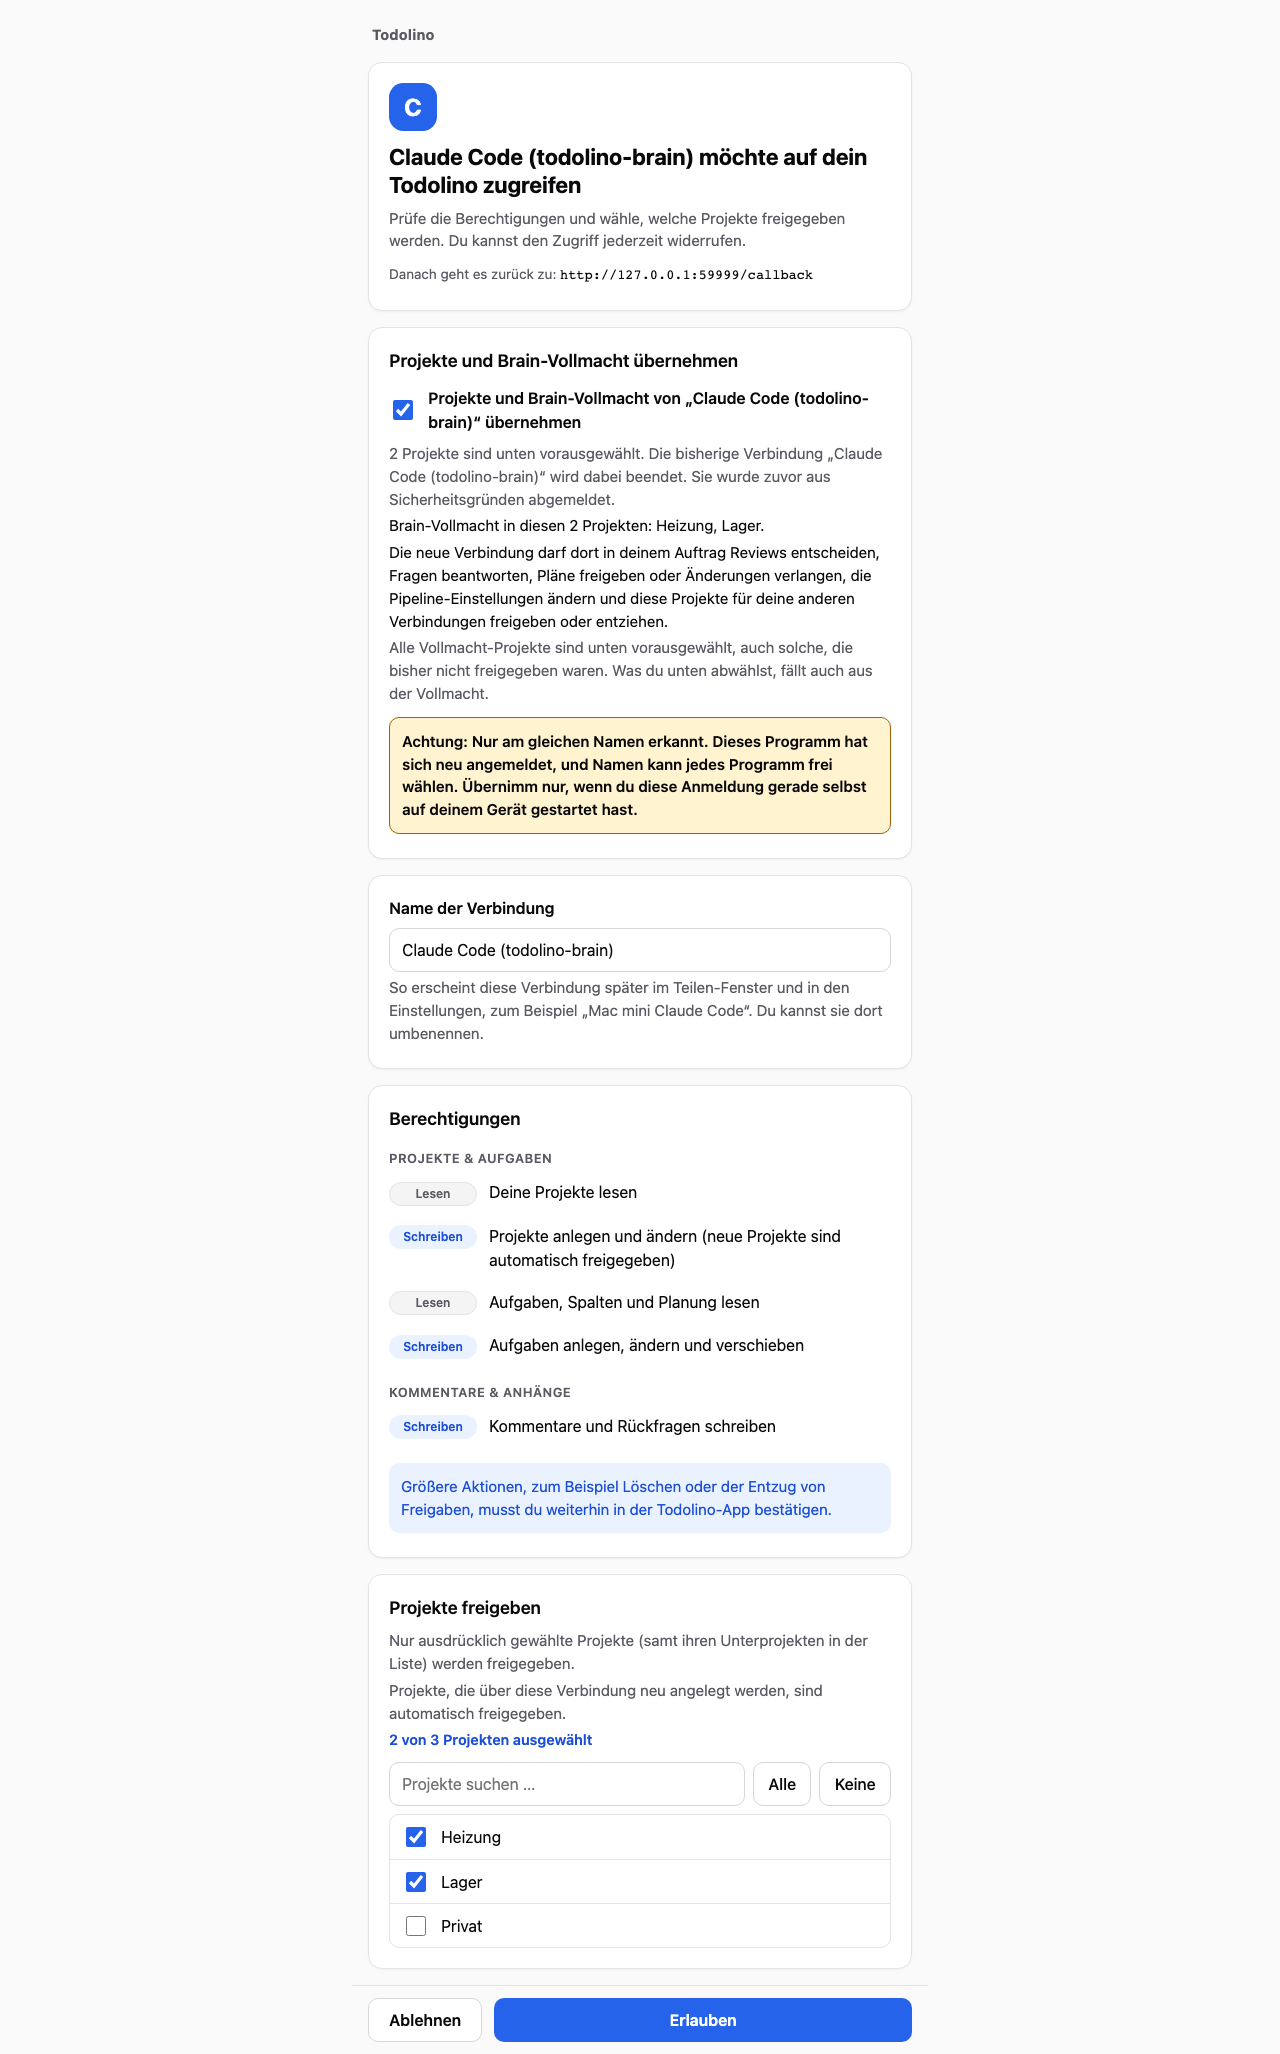 Todolino
C
Claude Code (todolino-brain) möchte auf dein
Todolino zugreifen
Prüfe die Berechtigungen und wähle, welche Projekte freigegeben
werden. Du kannst den Zugriff jederzeit widerrufen.
Danach geht es zurück zu: http://127.0.0.1:59999/callback
Projekte und Brain-Vollmacht übernehmen
Projekte und Brain-Vollmacht von „Claude Code (todolino-
brain)“ übernehmen
2 Projekte sind unten vorausgewählt. Die bisherige Verbindung „Claude
Code (todolino-brain)“ wird dabei beendet. Sie wurde zuvor aus
Sicherheitsgründen abgemeldet.
Brain-Vollmacht in diesen 2 Projekten: Heizung, Lager.
Die neue Verbindung darf dort in deinem Auftrag Reviews entscheiden,
Fragen beantworten, Pläne freigeben oder Änderungen verlangen, die
Pipeline-Einstellungen ändern und diese Projekte für deine anderen
Verbindungen freigeben oder entziehen.
Alle Vollmacht-Projekte sind unten vorausgewählt, auch solche, die
bisher nicht freigegeben waren. Was du unten abwählst, fällt auch aus
der Vollmacht.
Achtung: Nur am gleichen Namen erkannt. Dieses Programm hat
sich neu angemeldet, und Namen kann jedes Programm frei
wählen. Übernimm nur, wenn du diese Anmeldung gerade selbst
auf deinem Gerät gestartet hast.
Name der Verbindung
Claude Code (todolino-brain)
So erscheint diese Verbindung später im Teilen-Fenster und in den
Einstellungen, zum Beispiel „Mac mini Claude Code“. Du kannst sie dort
umbenennen.
Berechtigungen
PROJEKTE & AUFGABEN
Lesen Deine Projekte lesen
Schreiben Projekte anlegen und ändern (neue Projekte sind
automatisch freigegeben)
Lesen Aufgaben, Spalten und Planung lesen
Schreiben Aufgaben anlegen, ändern und verschieben
KOMMENTARE & ANHÄNGE
Schreiben Kommentare und Rückfragen schreiben
Größere Aktionen, zum Beispiel Löschen oder der Entzug von
Freigaben, musst du weiterhin in der Todolino-App bestätigen.
Projekte freigeben
Nur ausdrücklich gewählte Projekte (samt ihren Unterprojekten in der
Liste) werden freigegeben.
Projekte, die über diese Verbindung neu angelegt werden, sind
automatisch freigegeben.
2 von 3 Projekten ausgewählt
Projekte suchen ... Alle Keine
Heizung
Lager
Privat
Ablehnen Erlauben